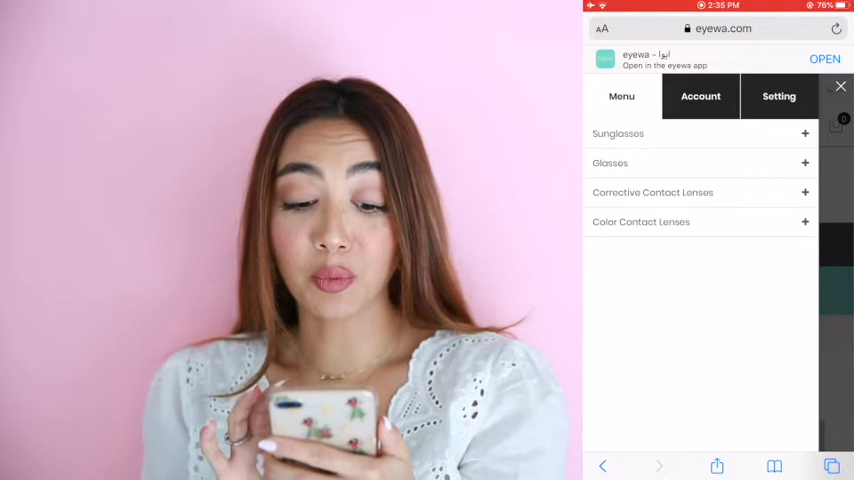 2:35 PM
76%
AA
eyewa.com
eyewa - ايوا
Open in the eyewa app
OPEN
Menu
Account
Setting
0
Sunglasses
Glasses
Corrective Contact Lenses
Color Contact Lenses